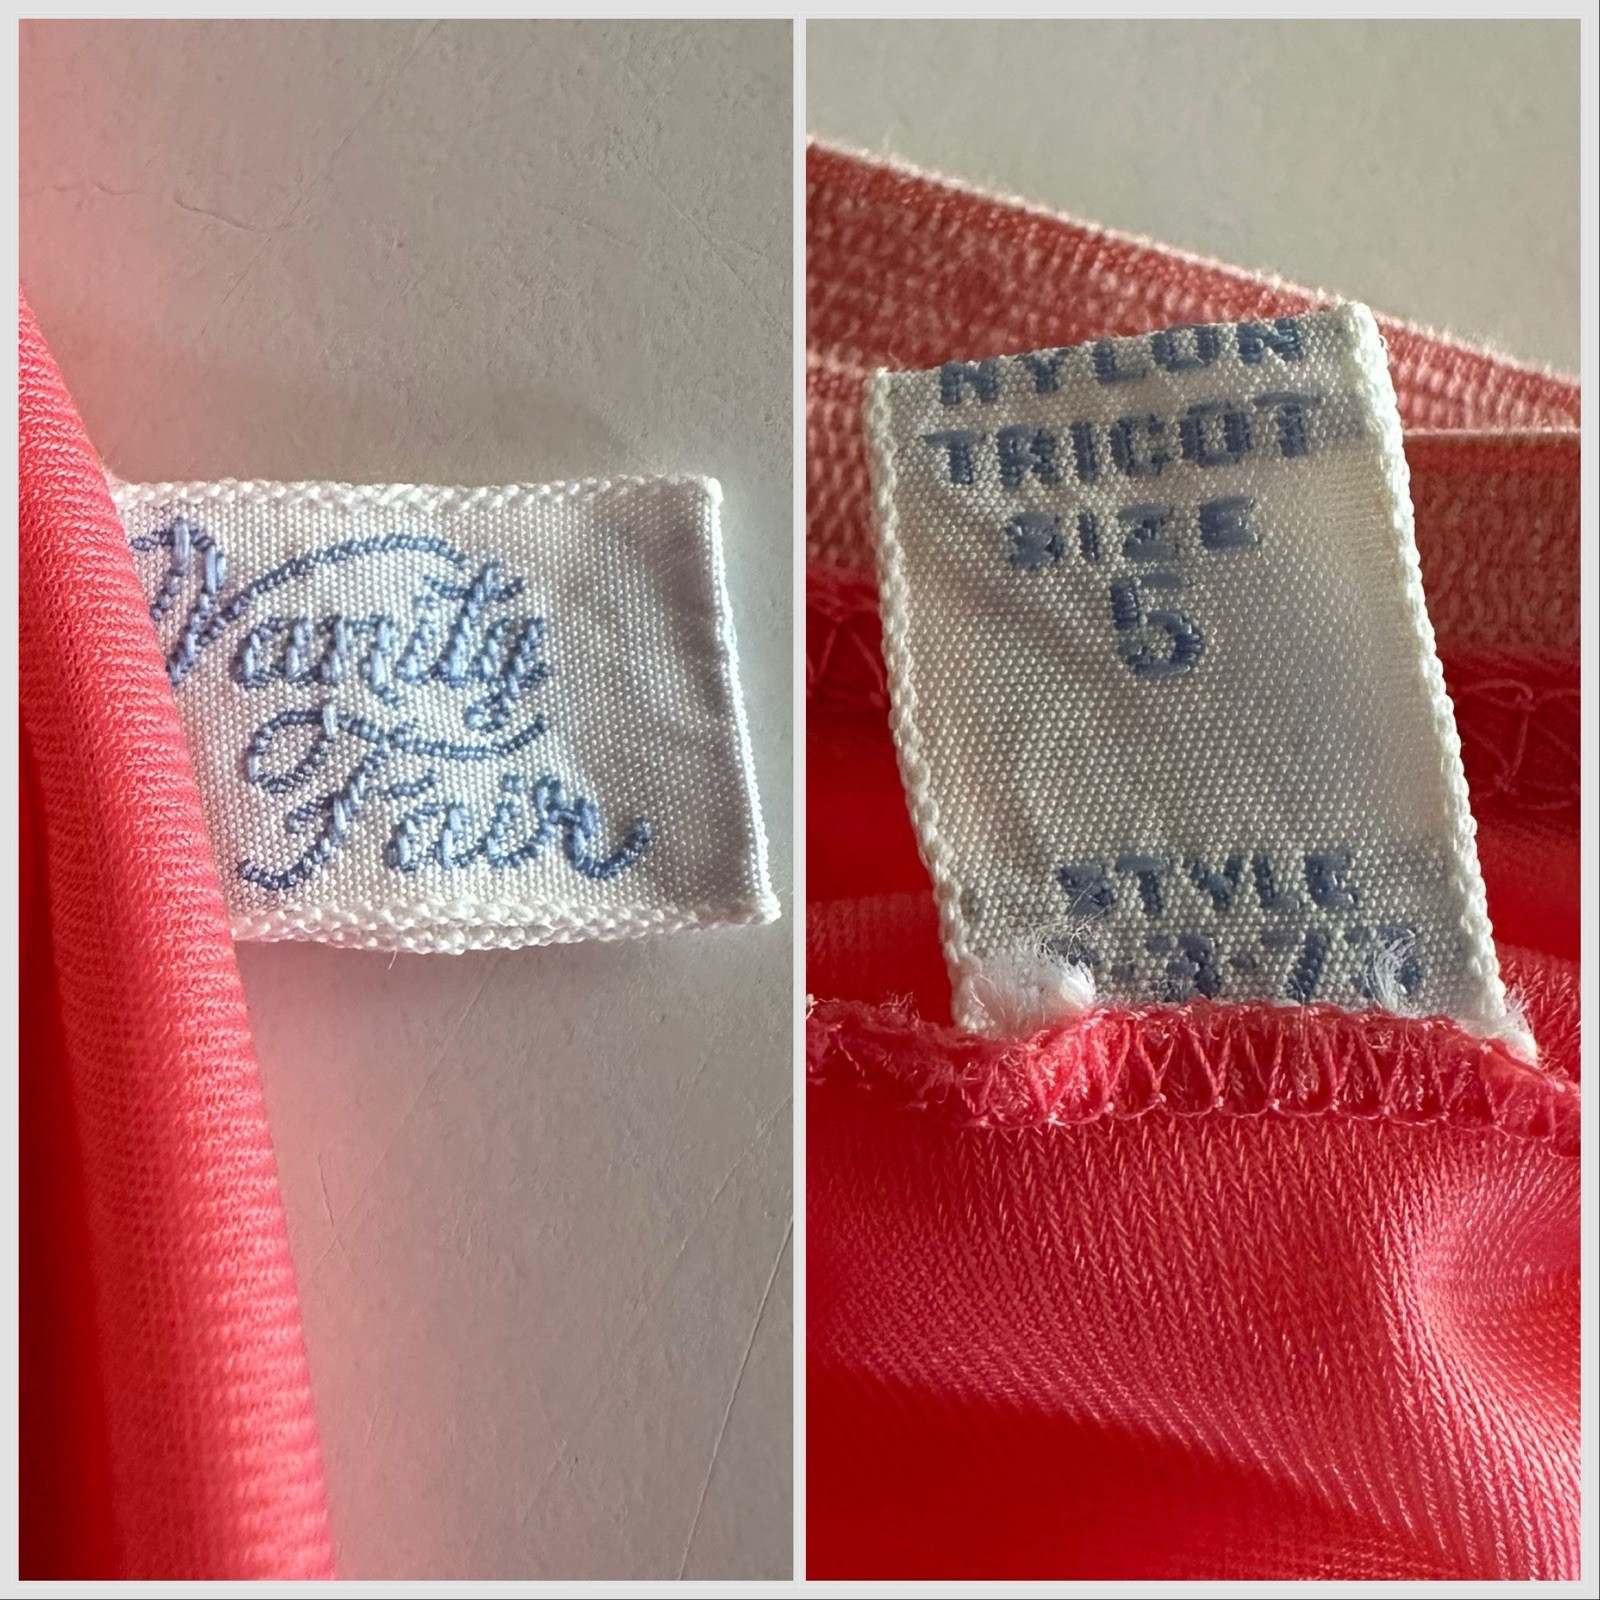 Vanity
Fair
NYLON
TRICOT
SIZE
5
STYLE